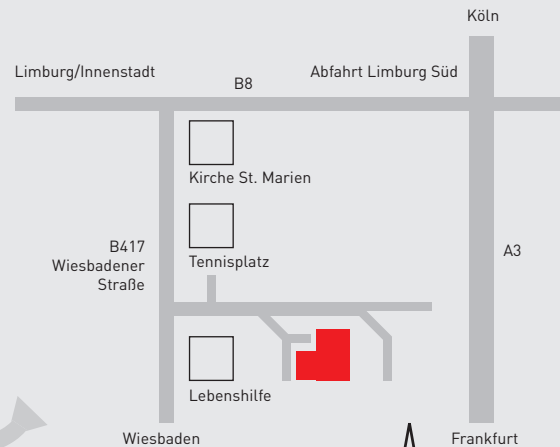 Köln
Limburg/Innenstadt
Abfahrt Limburg Süd
B8
Kirche St. Marien
B417
Wiesbadener
Straße
Tennisplatz
A3
Lebenshilfe
Wiesbaden
Frankfurt